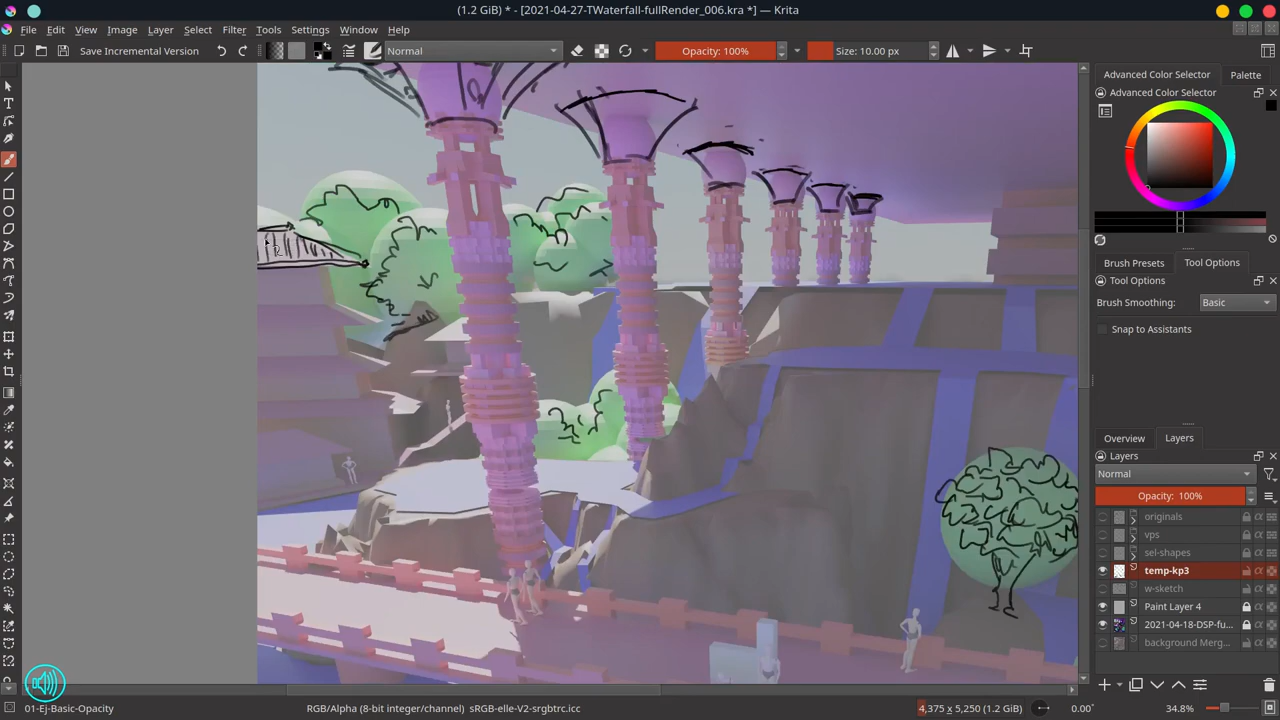 (1.2 GiB) * - [2021-04-27-TWaterfall-fullRender_006.kra *] — Krita
File Edit View Image Layer Select Filter Tools Settings Window Help
Save Incremental Version
Normal
Opacity: 100%
Size: 10.00 px
Advanced Color Selector
Palette
Advanced Color Selector
Brush Presets
Tool Options
Tool Options
Brush Smoothing:
Basic
Snap to Assistants
Overview
Layers
Layers
Normal
Opacity: 100%
originals
vps
sel-shapes
temp-kp3
w-sketch
Paint Layer 4
2021-04-18-DSP-fu...
background Merg...
01-Ej-Basic-Opacity
RGB/Alpha (8-bit integer/channel) sRGB-elle-V2-srgbtrc.icc
4,375 x 5,250 (1.2 GiB)
0.00°
34.8%